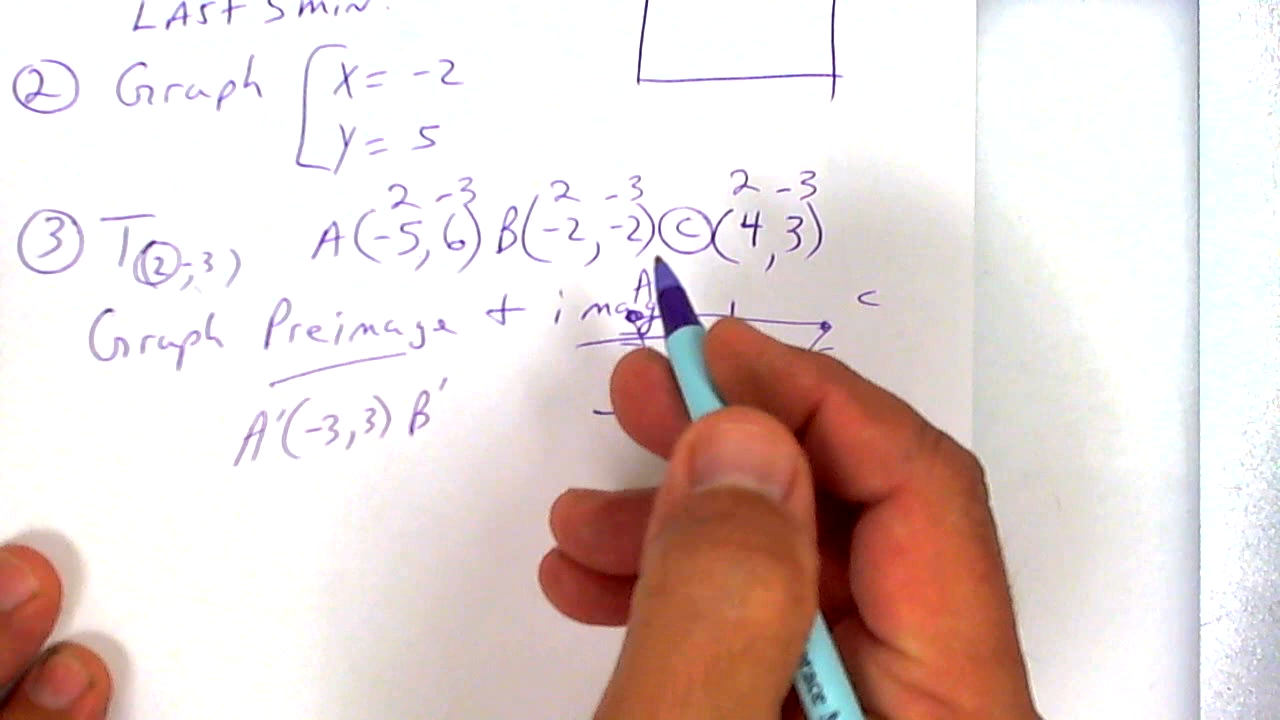 LAST 5 MIN.
② Graph { x = -2
y = 5
2 -3 2 -3 2 -3
③ T(2,-3) A(-5,6) B(-2,-2) C(4,3)
Graph Preimage + image
A
C
A'(-3,3) B'